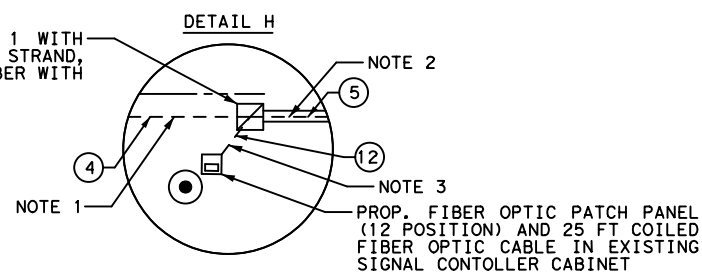 DETAIL H
1 WITH
STRAND,
BER WITH
NOTE 2
5
4
12
NOTE 1
NOTE 3
PROP. FIBER OPTIC PATCH PANEL
(12 POSITION) AND 25 FT COILED
FIBER OPTIC CABLE IN EXISTING
SIGNAL CONTOLLER CABINET